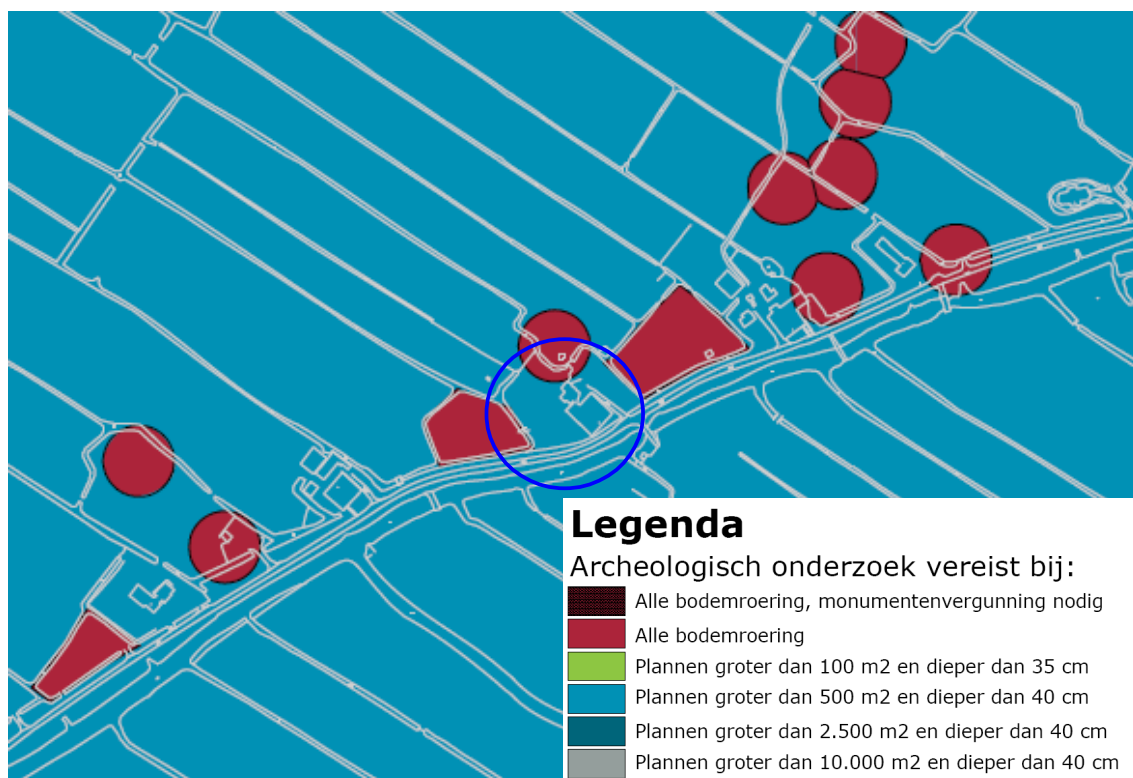 Legenda
Archeologisch onderzoek vereist bij:
Alle bodemroering, monumentenvergunning nodig
Alle bodemroering
Plannen groter dan 100 m2 en dieper dan 35 cm
Plannen groter dan 500 m2 en dieper dan 40 cm
Plannen groter dan 2.500 m2 en dieper dan 40 cm
Plannen groter dan 10.000 m2 en dieper dan 40 cm